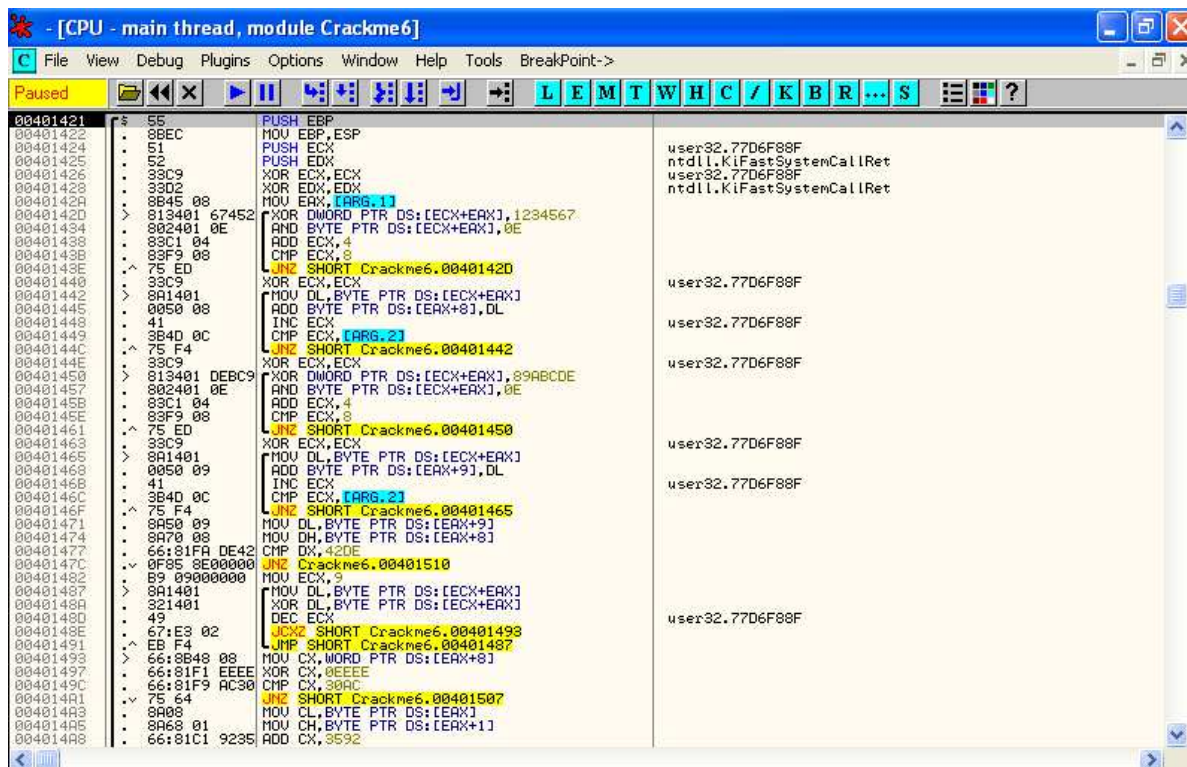 - [CPU - main thread, module Crackme6]
C File View Debug Plugins Options Window Help Tools BreakPoint->
Paused L E M T W H C / K B R ... S ?
00401421 $ 55 PUSH EBP
00401422 . 8BEC MOV EBP,ESP
00401424 . 51 PUSH ECX user32.77D6F88F
00401425 . 52 PUSH EDX ntdll.KiFastSystemCallRet
00401426 . 33C9 XOR ECX,ECX user32.77D6F88F
00401428 . 33D2 XOR EDX,EDX ntdll.KiFastSystemCallRet
0040142A . 8B45 08 MOV EAX,[ARG.1]
0040142D > 813401 67452 XOR DWORD PTR DS:[ECX+EAX],1234567
00401434 . 802401 0E AND BYTE PTR DS:[ECX+EAX],0E
00401438 . 83C1 04 ADD ECX,4
0040143B . 83F9 08 CMP ECX,8
0040143E .^ 75 ED JNZ SHORT Crackme6.0040142D
00401440 . 33C9 XOR ECX,ECX user32.77D6F88F
00401442 > 8A1401 MOV DL,BYTE PTR DS:[ECX+EAX]
00401445 . 0050 08 ADD BYTE PTR DS:[EAX+8],DL
00401448 . 41 INC ECX user32.77D6F88F
00401449 . 3B4D 0C CMP ECX,[ARG.2]
0040144C .^ 75 F4 JNZ SHORT Crackme6.00401442
0040144E . 33C9 XOR ECX,ECX user32.77D6F88F
00401450 > 813401 DEBC9 XOR DWORD PTR DS:[ECX+EAX],89ABCDE
00401457 . 802401 0E AND BYTE PTR DS:[ECX+EAX],0E
0040145B . 83C1 04 ADD ECX,4
0040145E . 83F9 08 CMP ECX,8
00401461 .^ 75 ED JNZ SHORT Crackme6.00401450
00401463 . 33C9 XOR ECX,ECX user32.77D6F88F
00401465 > 8A1401 MOV DL,BYTE PTR DS:[ECX+EAX]
00401468 . 0050 09 ADD BYTE PTR DS:[EAX+9],DL
0040146B . 41 INC ECX user32.77D6F88F
0040146C . 3B4D 0C CMP ECX,[ARG.2]
0040146F .^ 75 F4 JNZ SHORT Crackme6.00401465
00401471 . 8A50 09 MOV DL,BYTE PTR DS:[EAX+9]
00401474 . 8A70 08 MOV DH,BYTE PTR DS:[EAX+8]
00401477 . 66:81FA DE42 CMP DX,42DE
0040147C .v 0F85 8E00000 JNZ Crackme6.00401510
00401482 . B9 09000000 MOV ECX,9
00401487 > 8A1401 MOV DL,BYTE PTR DS:[ECX+EAX]
0040148A . 321401 XOR DL,BYTE PTR DS:[ECX+EAX]
0040148D . 49 DEC ECX user32.77D6F88F
0040148E . 67:E3 02 JCXZ SHORT Crackme6.00401493
00401491 .^ EB F4 JMP SHORT Crackme6.00401487
00401493 > 66:8B48 08 MOV CX,WORD PTR DS:[EAX+8]
00401497 . 66:81F1 EEEE XOR CX,0EEEE
0040149C . 66:81F9 AC30 CMP CX,30AC
004014A1 .v 75 64 JNZ SHORT Crackme6.00401507
004014A3 . 8A08 MOV CL,BYTE PTR DS:[EAX]
004014A5 . 8A68 01 MOV CH,BYTE PTR DS:[EAX+1]
004014A8 . 66:81C1 9235 ADD CX,3592